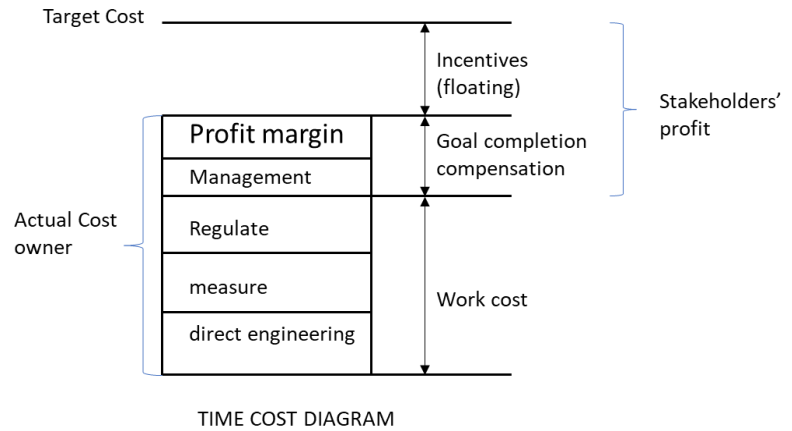 Target Cost
Incentives
(floating)
Stakeholders'
profit
Profit margin
Goal completion
compensation
Management
Actual Cost
owner
Regulate
measure
Work cost
direct engineering
TIME COST DIAGRAM